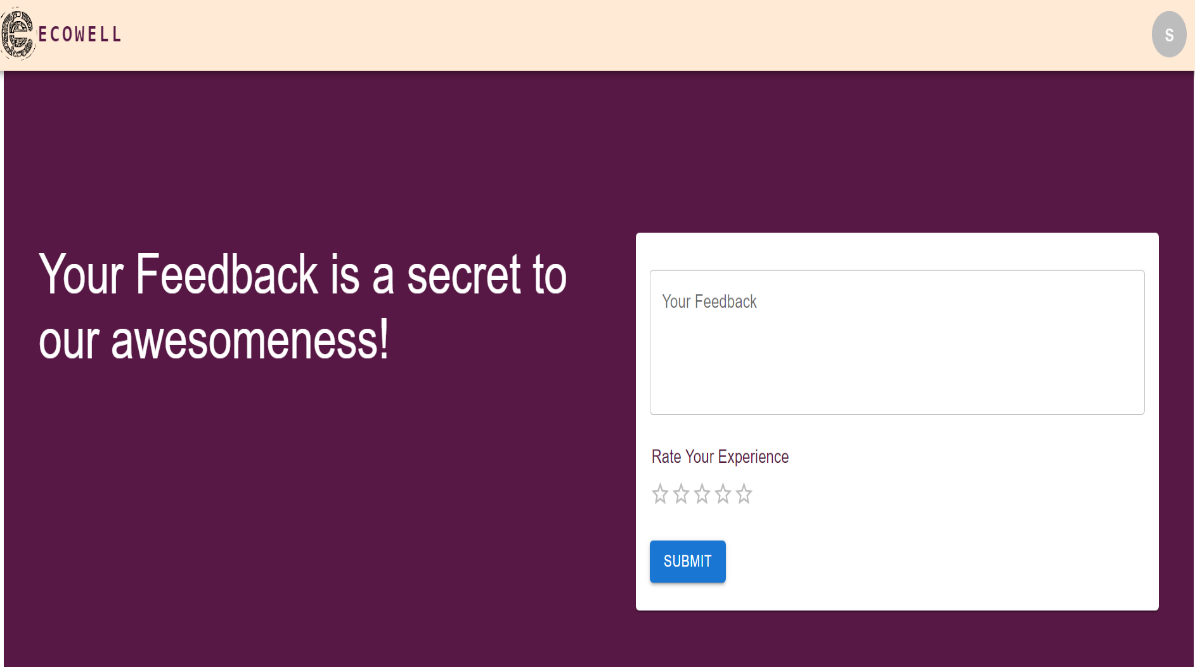 ECOWELL
S
Your Feedback is a secret to
our awesomeness!
Your Feedback
Rate Your Experience
SUBMIT